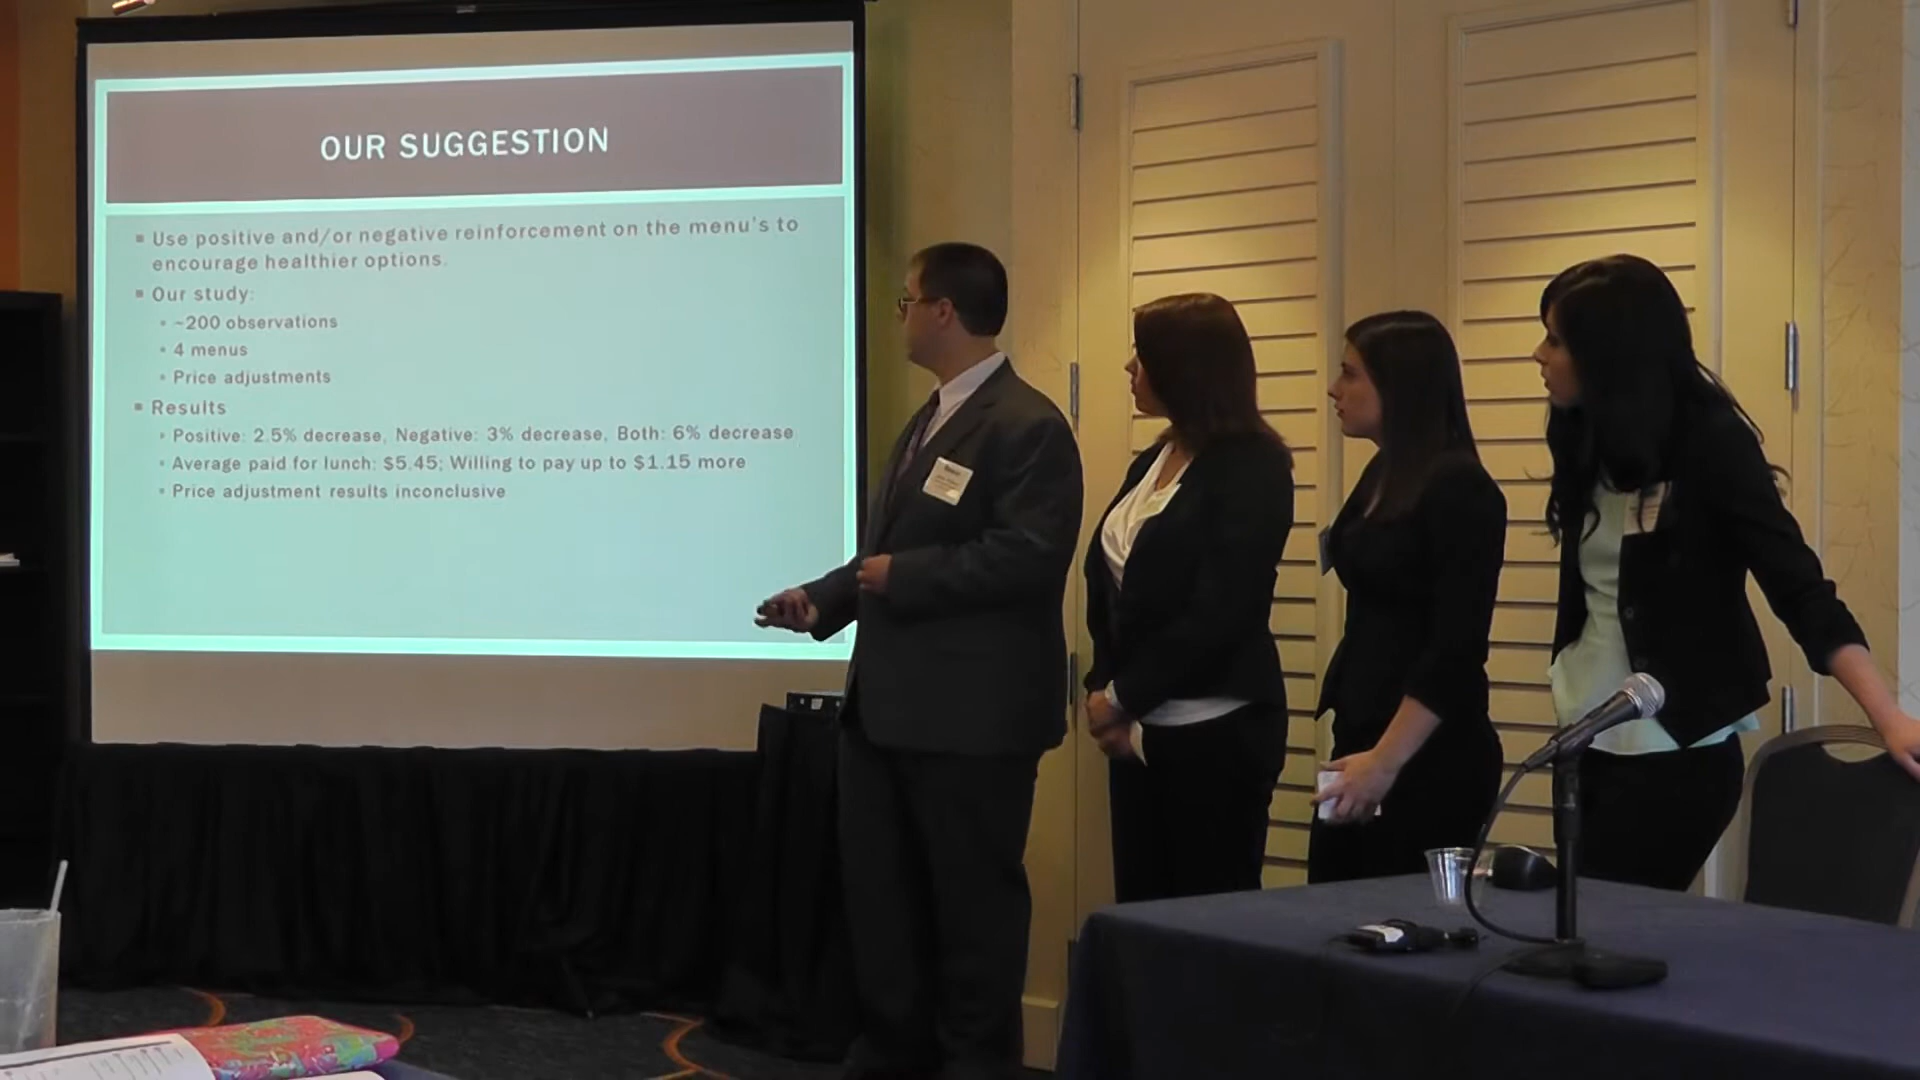 OUR SUGGESTION
Use positive and/or negative reinforcement on the menu's to
encourage healthier options.
Our study:
~200 observations
4 menus
Price adjustments
Results
Positive: 2.5% decrease, Negative: 3% decrease, Both: 6% decrease
Average paid for lunch: $5.45; Willing to pay up to $1.15 more
Price adjustment results inconclusive